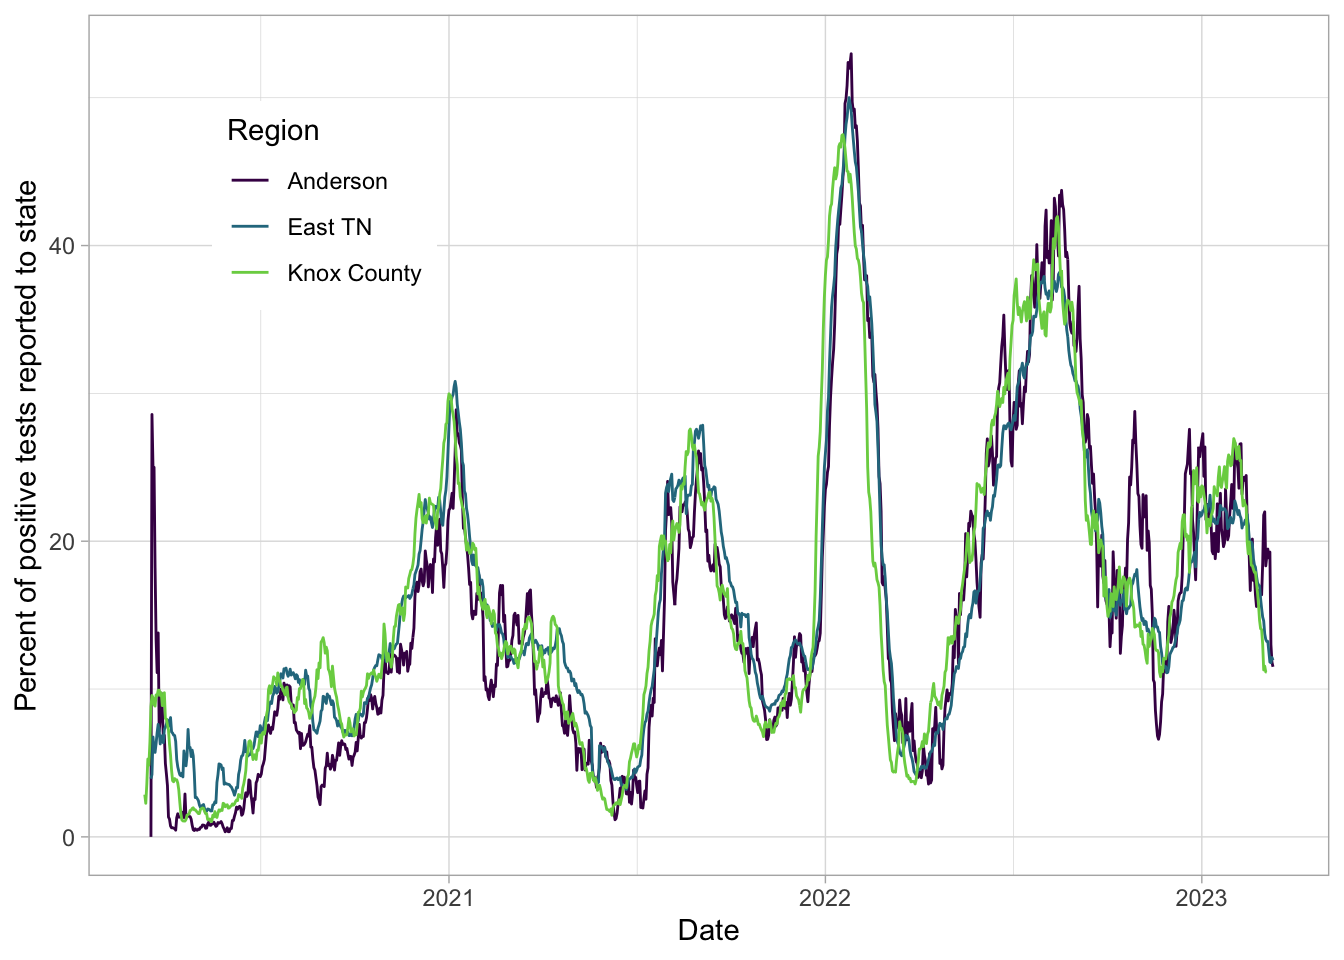 Region
Anderson
East TN
Knox County
Percent of positive tests reported to state
40
20
0
2021
2022
2023
Date